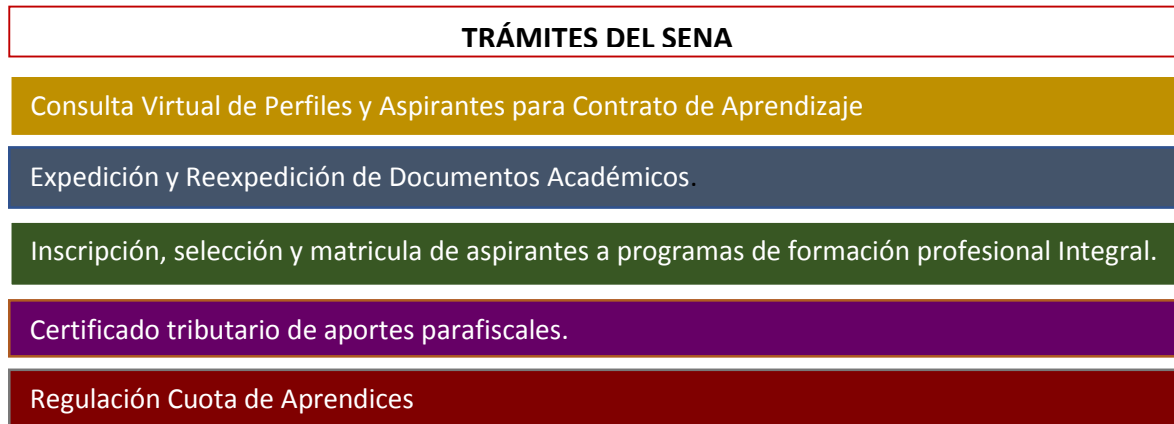 TRÁMITES DEL SENA
Consulta Virtual de Perfiles y Aspirantes para Contrato de Aprendizaje
Expedición y Reexpedición de Documentos Académicos.
Inscripción, selección y matricula de aspirantes a programas de formación profesional Integral.
Certificado tributario de aportes parafiscales.
Regulación Cuota de Aprendices